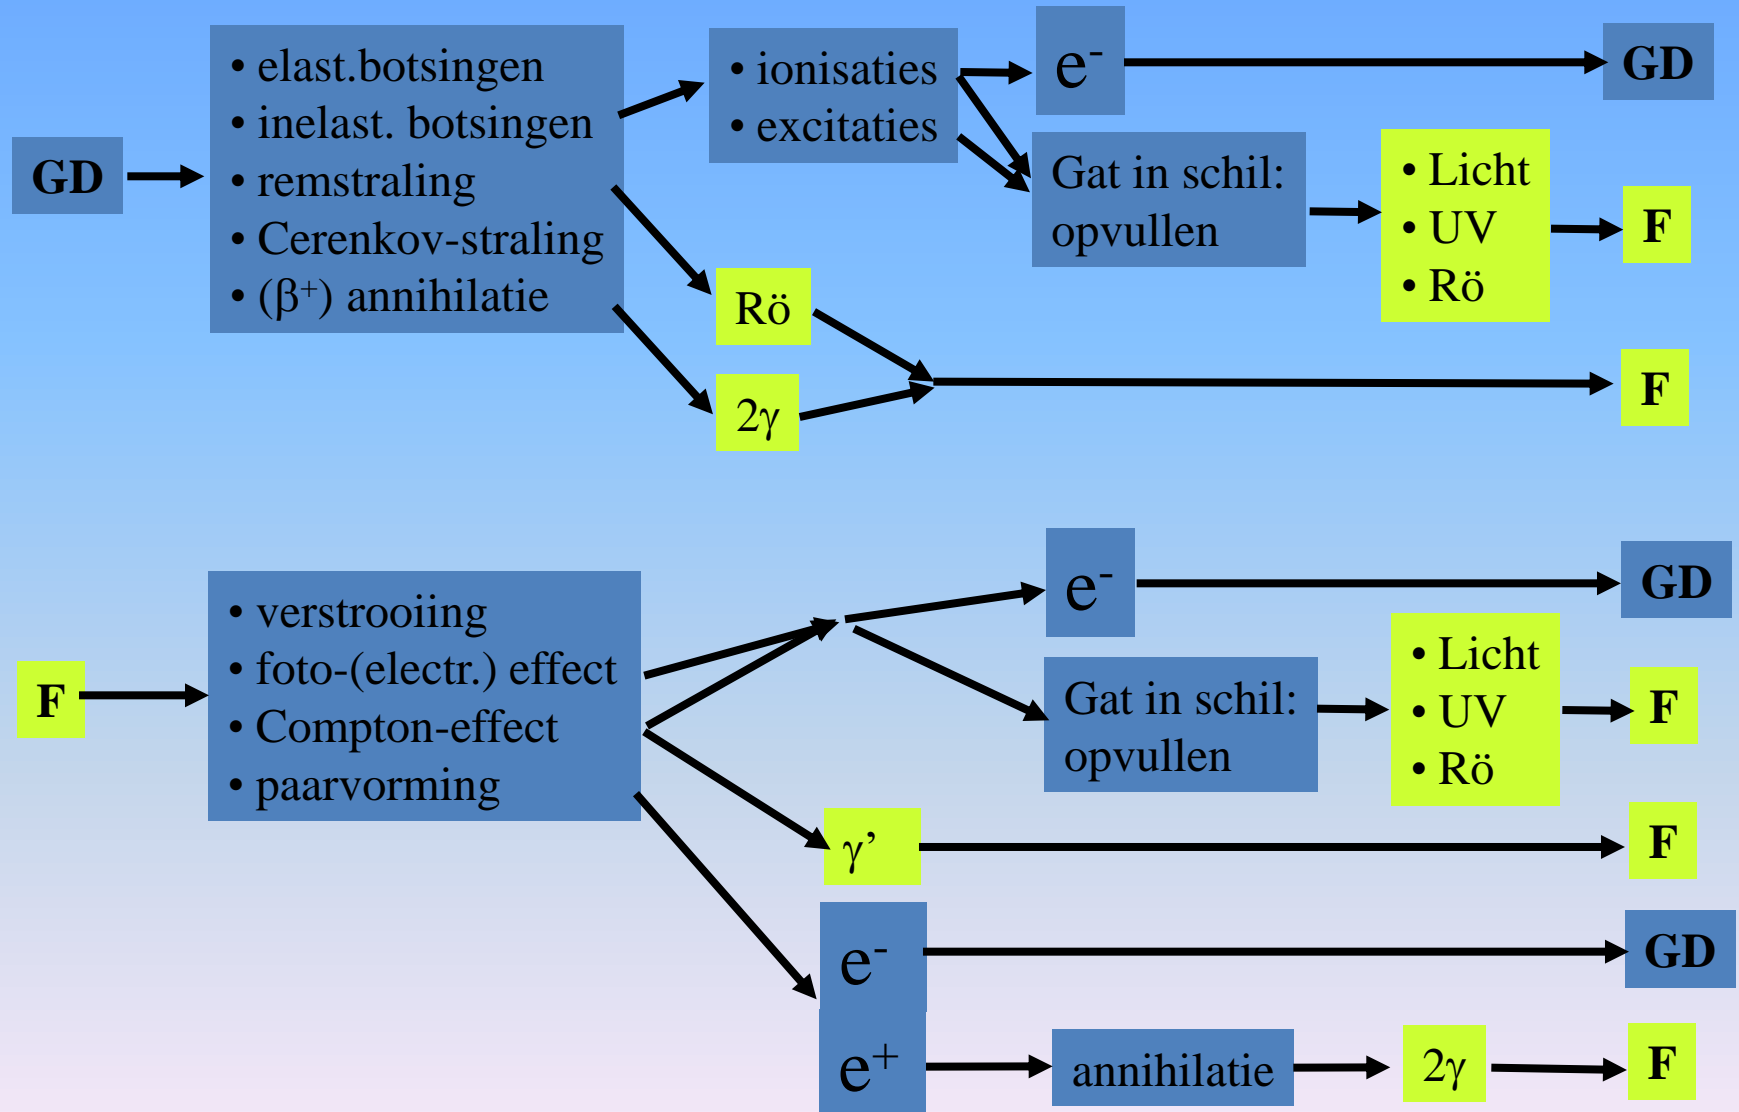 GD
• elast.botsingen
• inelast. botsingen
• remstraling
• Cerenkov-straling
• (β⁺) annihilatie
• ionisaties
• excitaties
e⁻
GD
Gat in schil:
opvullen
• Licht
• UV
• Rö
F
Rö
2γ
F
F
• verstrooiing
• foto-(electr.) effect
• Compton-effect
• paarvorming
e⁻
GD
Gat in schil:
opvullen
• Licht
• UV
• Rö
F
γ’
F
e⁻
GD
e⁺
annihilatie
2γ
F